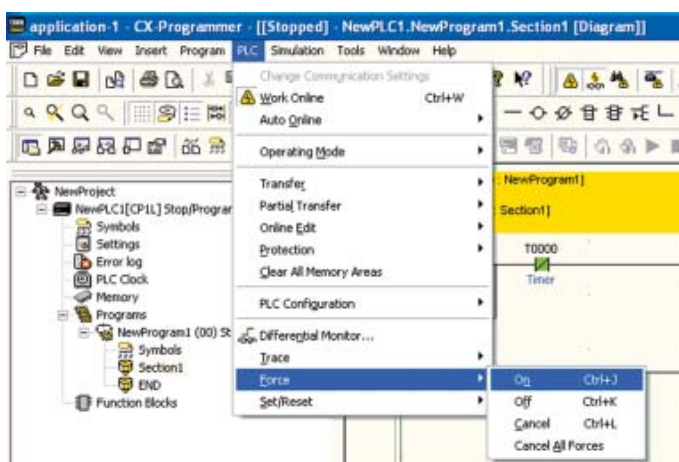 application-1 - CX-Programmer - [[Stopped] - NewPLC1.NewProgram1.Section1 [Diagram]]
File Edit View Insert Program PLC Simulation Tools Window Help
Change Communication Settings
Work Online Ctrl+W
Auto Online
Operating Mode
Transfer
Partial Transfer
Online Edit
Protection
Clear All Memory Areas
PLC Configuration
Differential Monitor...
Trace
Force
Set/Reset
On Ctrl+J
Off Ctrl+K
Cancel Ctrl+L
Cancel All Forces
NewProject
NewPLC1[CP1L] Stop/Progra
Symbols
Settings
Error log
PLC Clock
Memory
Programs
NewProgram1 (00) St
Symbols
Section1
END
Function Blocks
: NewProgram1]
Section1]
T0000
Timer